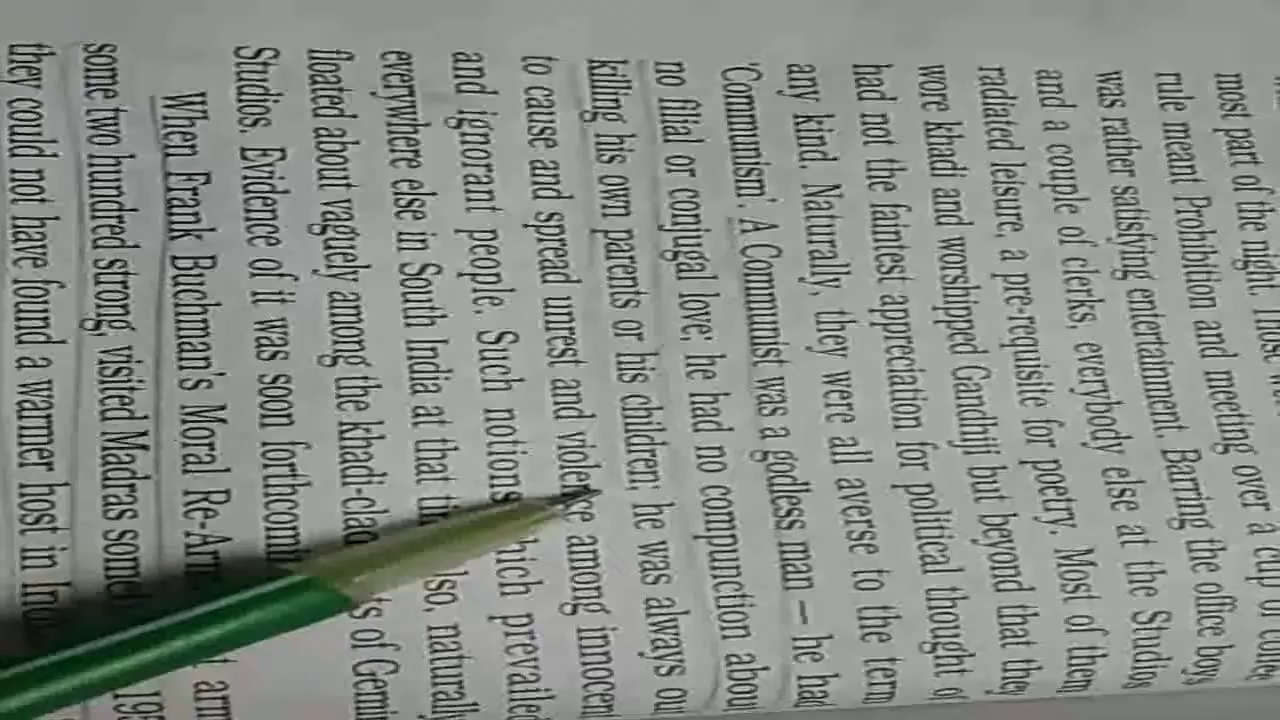 most part of the night. Most
rule meant Prohibition and meeting over a cup of
was rather satisfying entertainment. Barring the office boy
and a couple of clerks, everybody else at the Studios
radiated leisure, a pre-requisite for poetry. Most of them
wore khadi and worshipped Gandhiji but beyond that they
had not the faintest appreciation for political thought of
any kind. Naturally, they were all averse to the term
'Communism'. A Communist was a godless man – he had
no filial or conjugal love; he had no compunction about
killing his own parents or his children; he was always
to cause and spread unrest and violence among innocent
and ignorant people. Such notions which prevailed
everywhere else in South India at that also, naturally
floated about vaguely among the khadi-clad of
Studios. Evidence of it was soon
When Frank Buchman's Moral
some two hundred strong, visited Madras
they could not have found a warmer host in